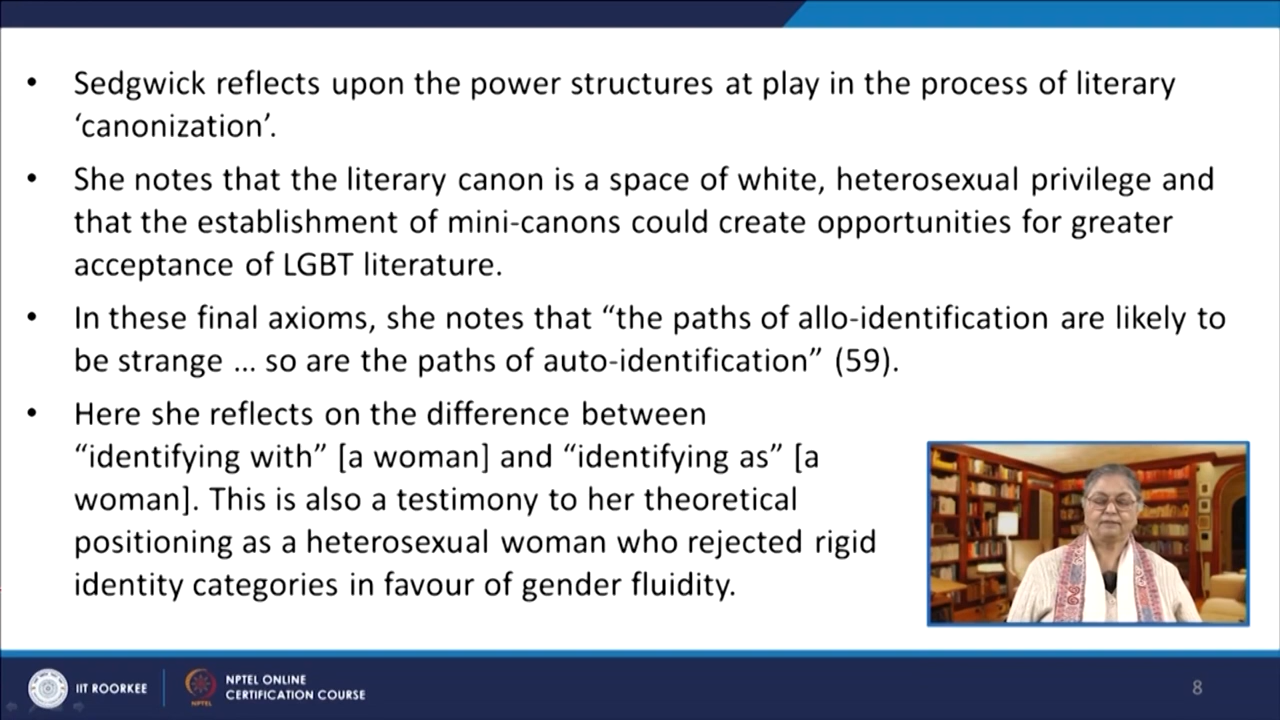 • Sedgwick reflects upon the power structures at play in the process of literary
‘canonization’.
• She notes that the literary canon is a space of white, heterosexual privilege and
that the establishment of mini-canons could create opportunities for greater
acceptance of LGBT literature.
• In these final axioms, she notes that “the paths of allo-identification are likely to
be strange ... so are the paths of auto-identification” (59).
• Here she reflects on the difference between
“identifying with” [a woman] and “identifying as” [a
woman]. This is also a testimony to her theoretical
positioning as a heterosexual woman who rejected rigid
identity categories in favour of gender fluidity.
IIT ROORKEE
NPTEL
NPTEL ONLINE
CERTIFICATION COURSE
8